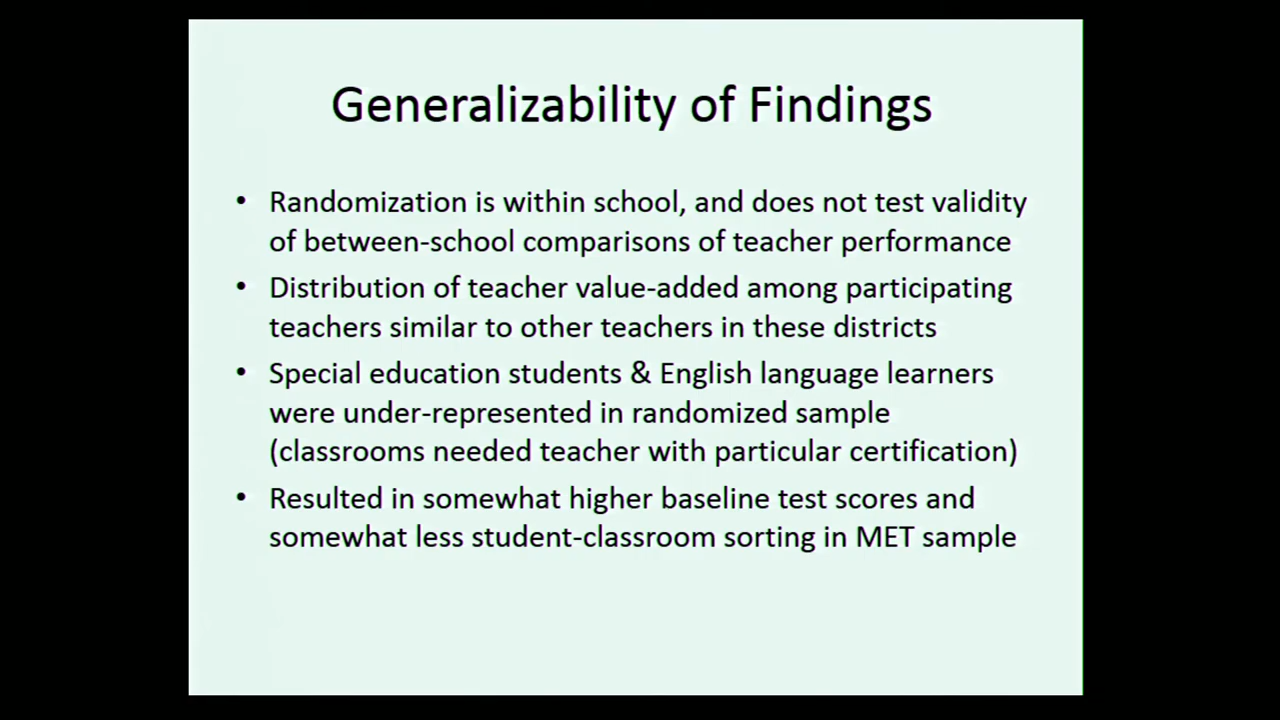 Generalizability of Findings
• Randomization is within school, and does not test validity
of between-school comparisons of teacher performance
• Distribution of teacher value-added among participating
teachers similar to other teachers in these districts
• Special education students & English language learners
were under-represented in randomized sample
(classrooms needed teacher with particular certification)
• Resulted in somewhat higher baseline test scores and
somewhat less student-classroom sorting in MET sample